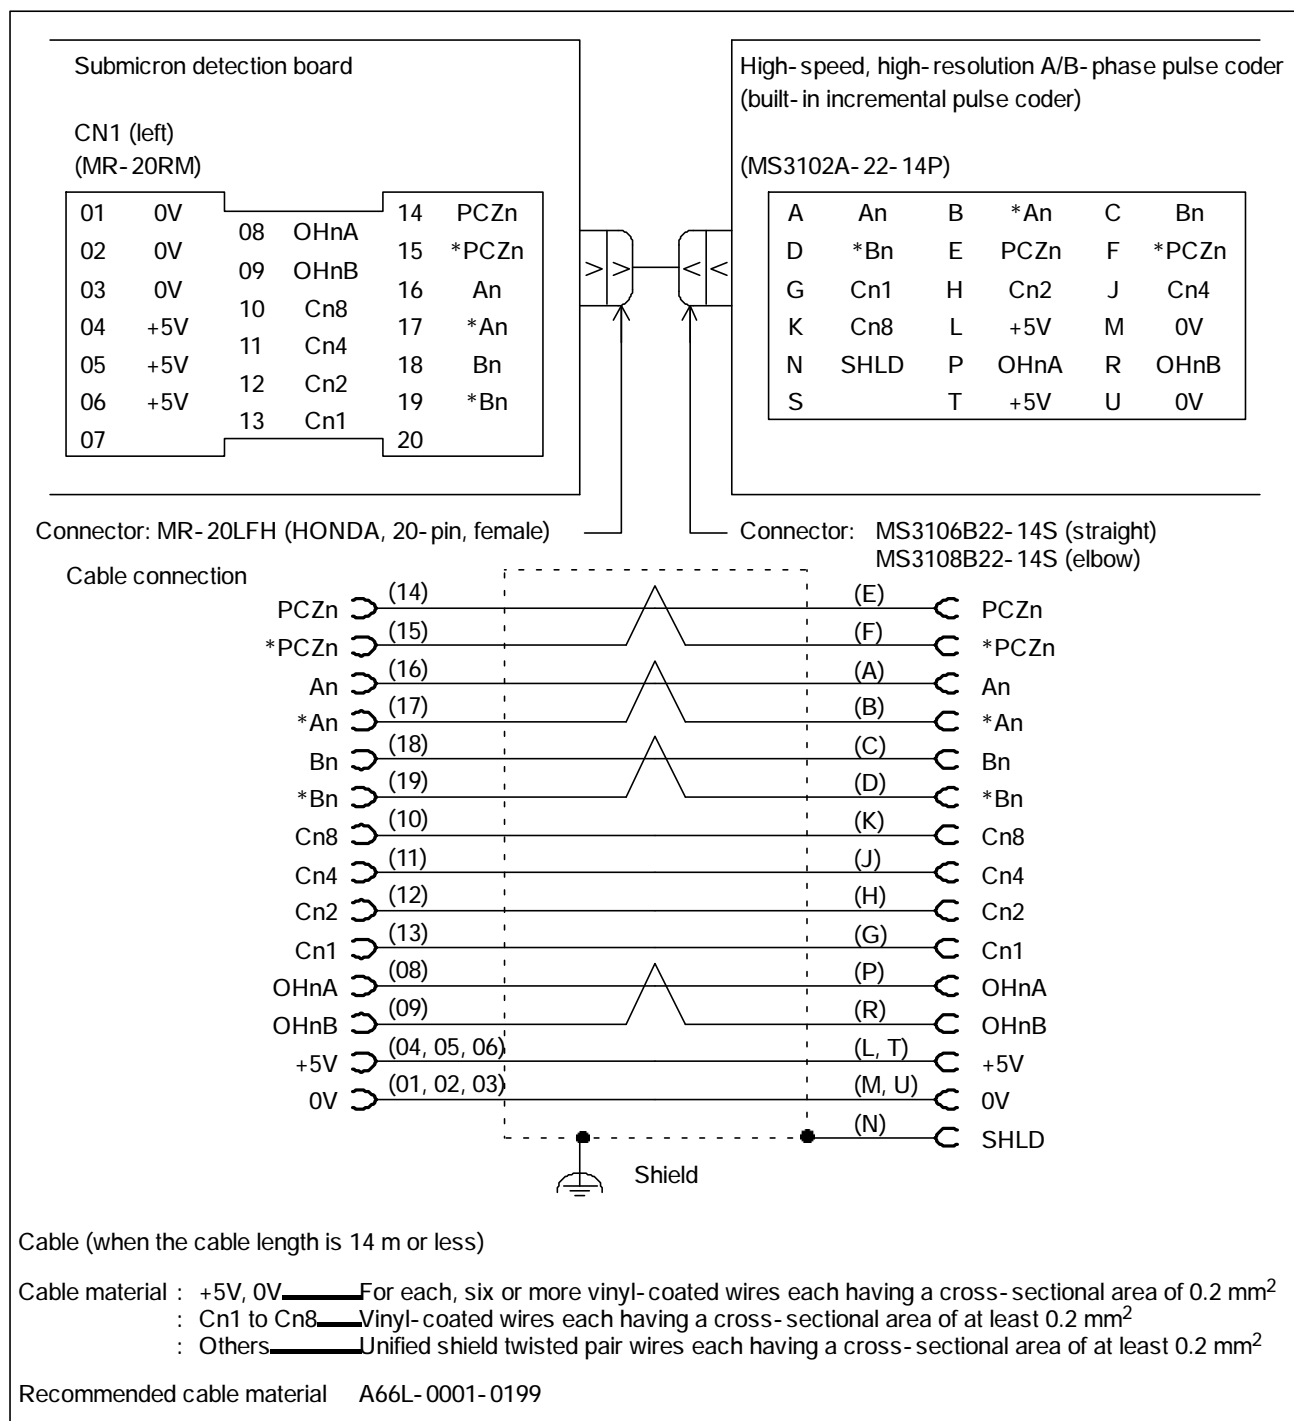 Submicron detection board
CN1 (left)
(MR-20RM)
01 0V 14 PCZn
08 OHnA
02 0V 15 *PCZn
09 OHnB
03 0V 16 An
10 Cn8
04 +5V 17 *An
11 Cn4
05 +5V 18 Bn
12 Cn2
06 +5V 19 *Bn
13 Cn1
07 20
High-speed, high-resolution A/B-phase pulse coder
(built-in incremental pulse coder)
(MS3102A-22-14P)
A An B *An C Bn
D *Bn E PCZn F *PCZn
G Cn1 H Cn2 J Cn4
K Cn8 L +5V M 0V
N SHLD P OHnA R OHnB
S T +5V U 0V
Connector: MR-20LFH (HONDA, 20-pin, female)
Connector: MS3106B22-14S (straight)
MS3108B22-14S (elbow)
Cable connection
PCZn (14) (E) PCZn
*PCZn (15) (F) *PCZn
An (16) (A) An
*An (17) (B) *An
Bn (18) (C) Bn
*Bn (19) (D) *Bn
Cn8 (10) (K) Cn8
Cn4 (11) (J) Cn4
Cn2 (12) (H) Cn2
Cn1 (13) (G) Cn1
OHnA (08) (P) OHnA
OHnB (09) (R) OHnB
+5V (04, 05, 06) (L, T) +5V
0V (01, 02, 03) (M, U) 0V
(N) SHLD
Shield
Cable (when the cable length is 14 m or less)
Cable material : +5V, 0V For each, six or more vinyl-coated wires each having a cross-sectional area of 0.2 mm²
: Cn1 to Cn8 Vinyl-coated wires each having a cross-sectional area of at least 0.2 mm²
: Others Unified shield twisted pair wires each having a cross-sectional area of at least 0.2 mm²
Recommended cable material A66L-0001-0199